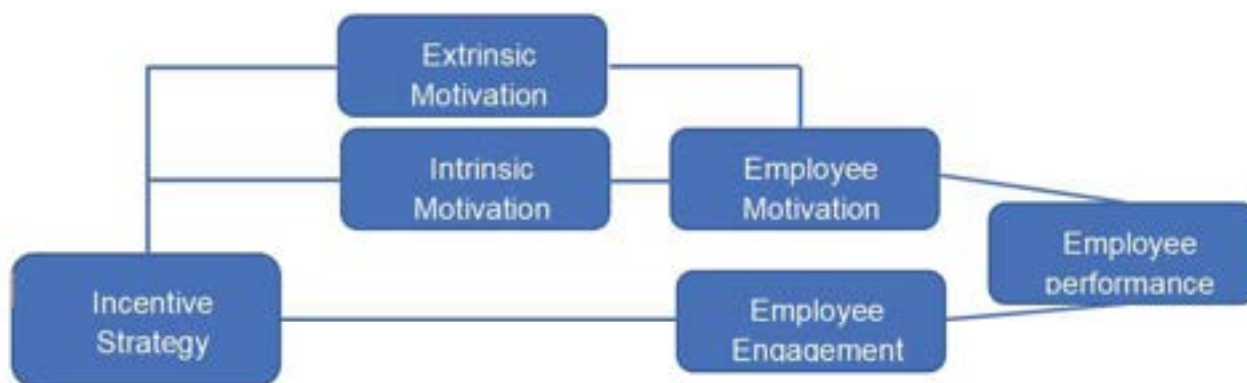 Extrinsic
Motivation
Intrinsic
Motivation
Employee
Motivation
Employee
performance
Incentive
Strategy
Employee
Engagement